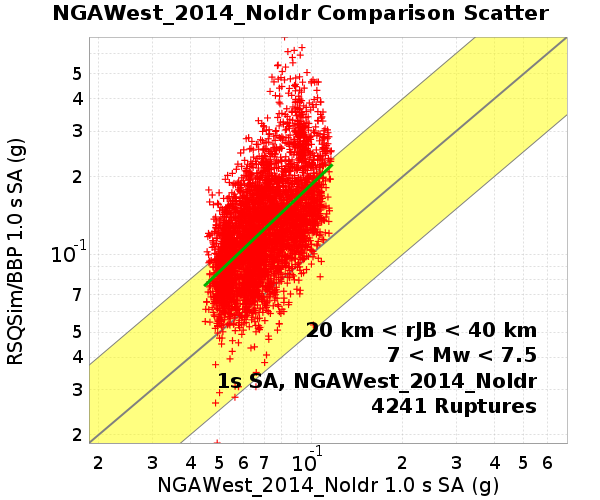 NGAWest_2014_NoIdr Comparison Scatter
RSQSim/BBP 1.0 s SA (g)
5
4
3
2
10^-1
7
5
4
3
2
20 km < rJB < 40 km
7 < Mw < 7.5
1s SA, NGAWest_2014_NoIdr
4241 Ruptures
2 3 4 5 6 7 10^-1 2 3 4 5 6
NGAWest_2014_NoIdr 1.0 s SA (g)